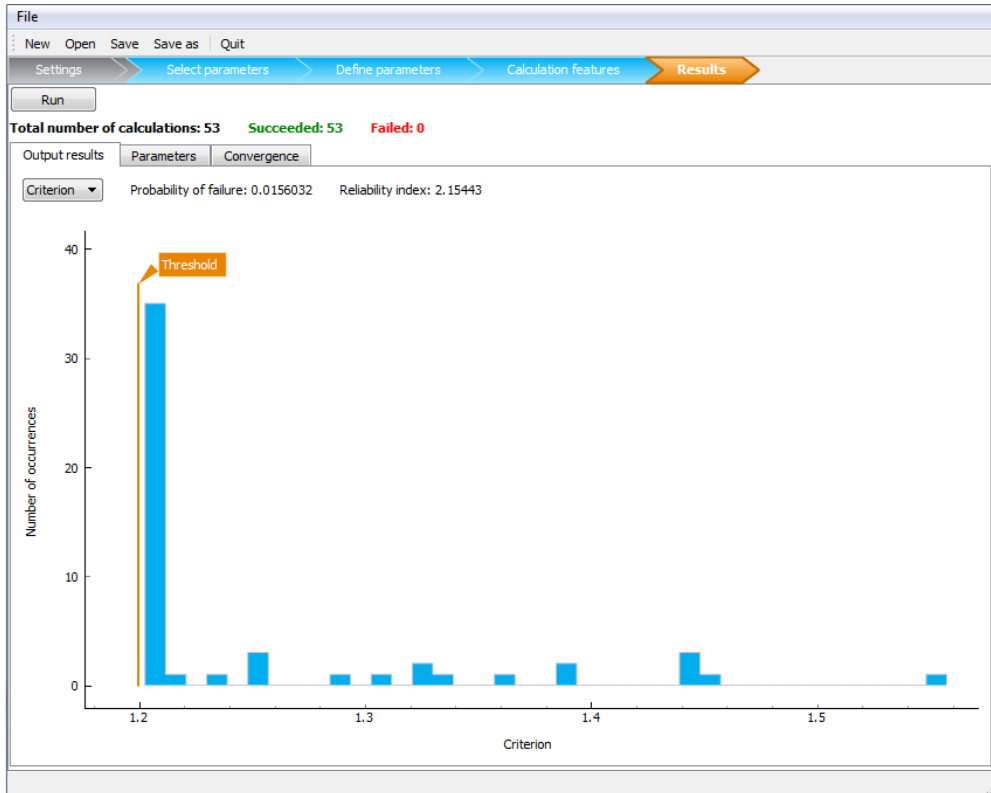 File
New Open Save Save as Quit
Settings Select parameters Define parameters Calculation features Results
Run
Total number of calculations: 53 Succeeded: 53 Failed: 0
Output results Parameters Convergence
Criterion Probability of failure: 0.0156032 Reliability index: 2.15443
40
Threshold
30
20
10
0
Number of occurrences
1.2 1.3 1.4 1.5
Criterion